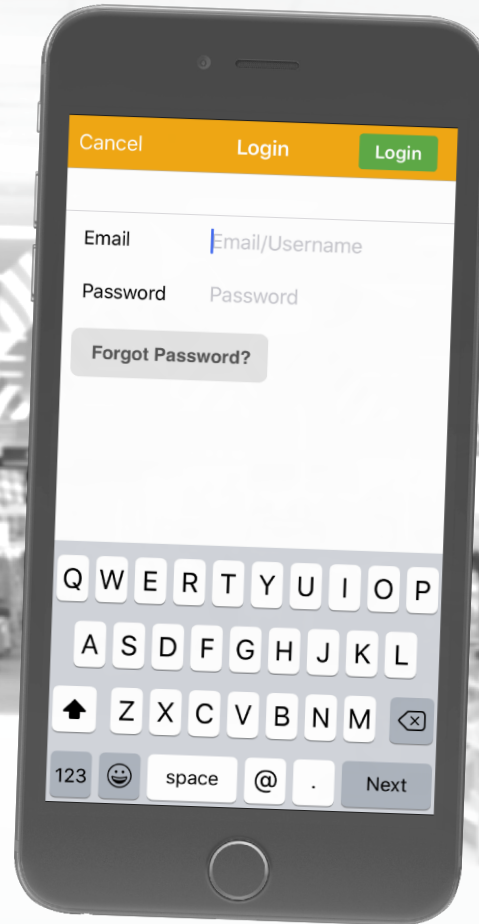 Cancel Login Login
Email Email/Username
Password Password
Forgot Password?
Q W E R T Y U I O P
A S D F G H J K L
Z X C V B N M
123 space @ . Next